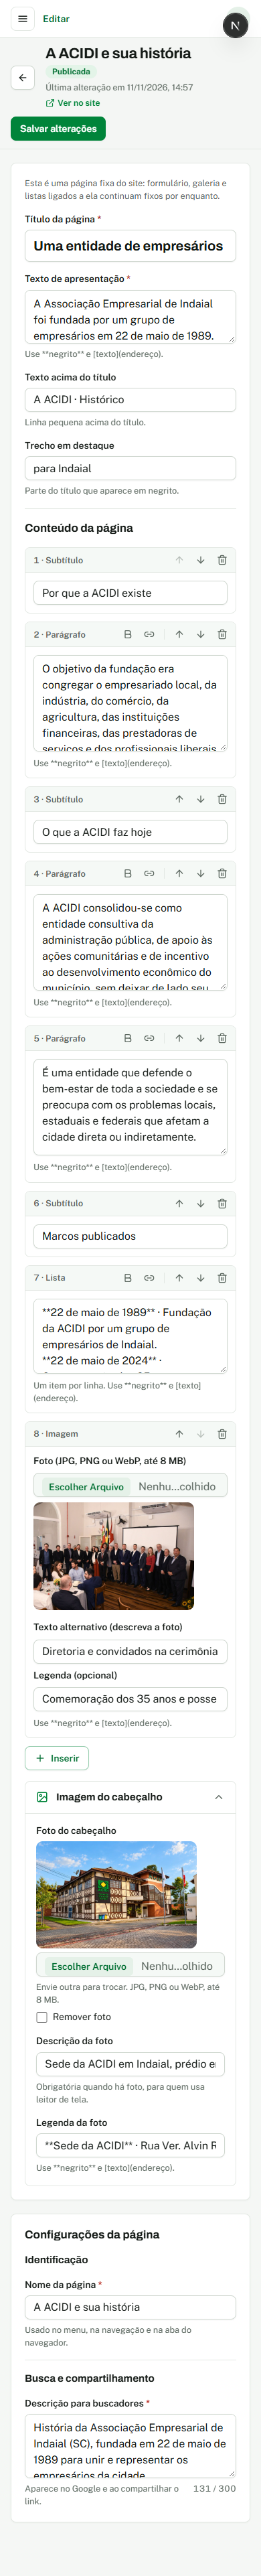 Editar
N
A ACIDI e sua história
Publicada
Última alteração em 11/11/2026, 14:57
Ver no site
Salvar alterações
Esta é uma página fixa do site: formulário, galeria e
listas ligados a ela continuam fixos por enquanto.
Título da página *
Uma entidade de empresários
Texto de apresentação *
A Associação Empresarial de Indaial
foi fundada por um grupo de
empresários em 22 de maio de 1989.
Use **negrito** e [texto](endereço).
Texto acima do título
A ACIDI · Histórico
Linha pequena acima do título.
Trecho em destaque
para Indaial
Parte do título que aparece em negrito.
Conteúdo da página
1 · Subtítulo
Por que a ACIDI existe
2 · Parágrafo
B
O objetivo da fundação era
congregar o empresariado local, da
indústria, do comércio, da
agricultura, das instituições
financeiras, das prestadoras de
serviços e dos profissionais liberais
Use **negrito** e [texto](endereço).
3 · Subtítulo
O que a ACIDI faz hoje
4 · Parágrafo
B
A ACIDI consolidou-se como
entidade consultiva da
administração pública, de apoio às
ações comunitárias e de incentivo
ao desenvolvimento econômico do
município, sem deixar de lado seu
Use **negrito** e [texto](endereço).
5 · Parágrafo
B
É uma entidade que defende o
bem-estar de toda a sociedade e se
preocupa com os problemas locais,
estaduais e federais que afetam a
cidade direta ou indiretamente.
Use **negrito** e [texto](endereço).
6 · Subtítulo
Marcos publicados
7 · Lista
B
**22 de maio de 1989** · Fundação
da ACIDI por um grupo de
empresários de Indaial.
**22 de maio de 2024** ·
Um item por linha. Use **negrito** e [texto]
(endereço).
8 · Imagem
Foto (JPG, PNG ou WebP, até 8 MB)
Escolher Arquivo Nenhu...colhido
Texto alternativo (descreva a foto)
Diretoria e convidados na cerimônia
Legenda (opcional)
Comemoração dos 35 anos e posse
Use **negrito** e [texto](endereço).
Inserir
Imagem do cabeçalho
Foto do cabeçalho
Escolher Arquivo Nenhu...olhido
Envie outra para trocar. JPG, PNG ou WebP, até
8 MB.
Remover foto
Descrição da foto
Sede da ACIDI em Indaial, prédio e
Obrigatória quando há foto, para quem usa
leitor de tela.
Legenda da foto
**Sede da ACIDI** · Rua Ver. Alvin R
Use **negrito** e [texto](endereço).
Configurações da página
Identificação
Nome da página *
A ACIDI e sua história
Usado no menu, na navegação e na aba do
navegador.
Busca e compartilhamento
Descrição para buscadores *
História da Associação Empresarial de
Indaial (SC), fundada em 22 de maio de
1989 para unir e representar os
empresários da cidade.
Aparece no Google e ao compartilhar o
link.
131 / 300